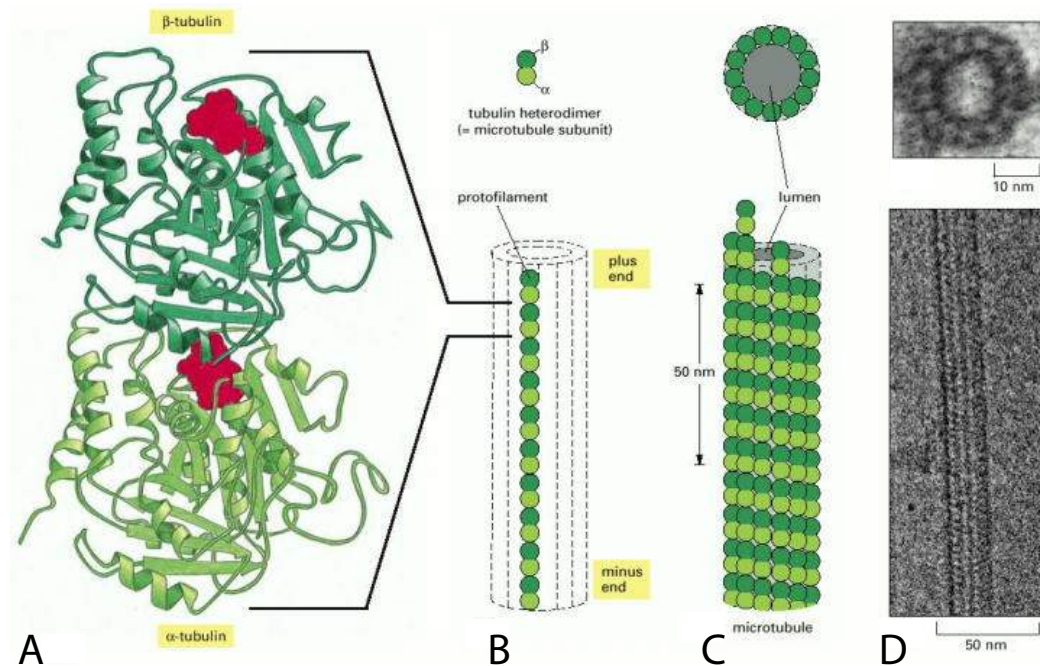 β-tubulin
α-tubulin
A
β
α
tubulin heterodimer
(= microtubule subunit)
protofilament
plus
end
minus
end
B
lumen
50 nm
microtubule
C
10 nm
50 nm
D